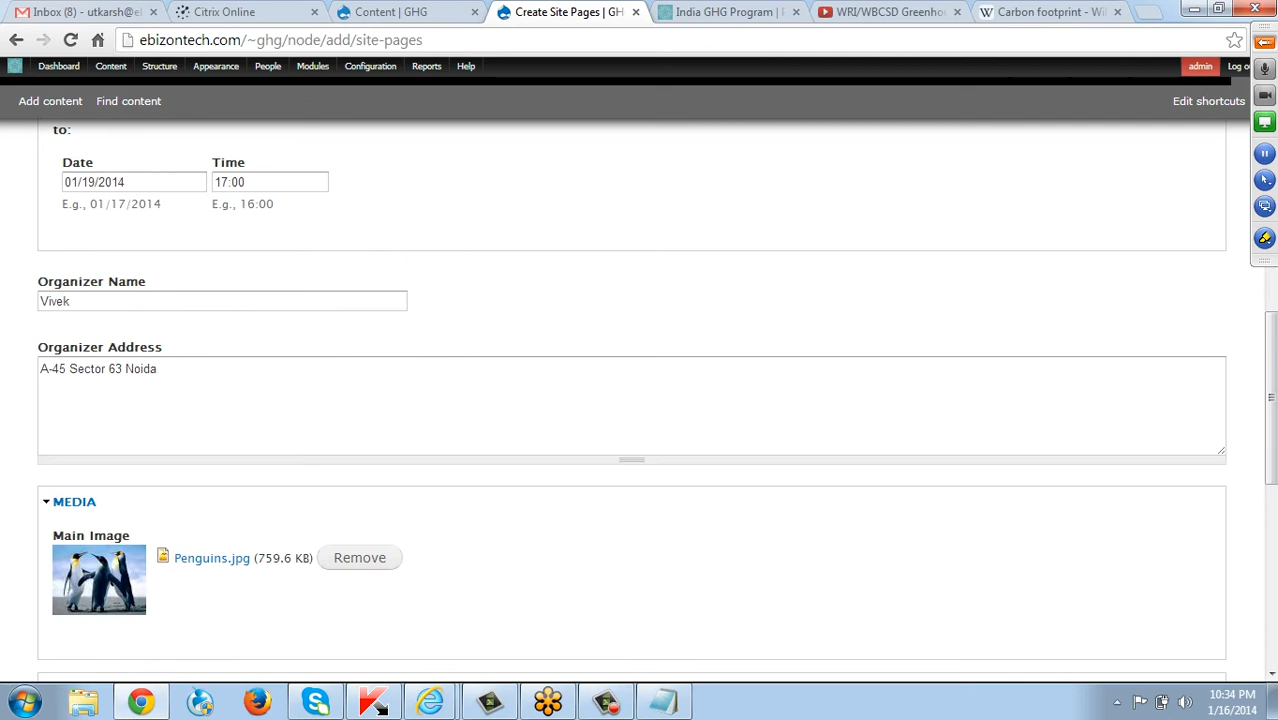 Inbox (8) - utkarsh@el
Citrix Online
Content | GHG
Create Site Pages | GH
India GHG Program | 
WRI/WBCSD Greenho
Carbon footprint - Wi
ebizontech.com/~ghg/node/add/site-pages
Dashboard Content Structure Appearance People Modules Configuration Reports Help admin Log o
Add content Find content Edit shortcuts
to:
Date Time
01/19/2014 17:00
E.g., 01/17/2014 E.g., 16:00
Organizer Name
Vivek
Organizer Address
A-45 Sector 63 Noida
MEDIA
Main Image
Penguins.jpg (759.6 KB) Remove
10:34 PM
1/16/2014